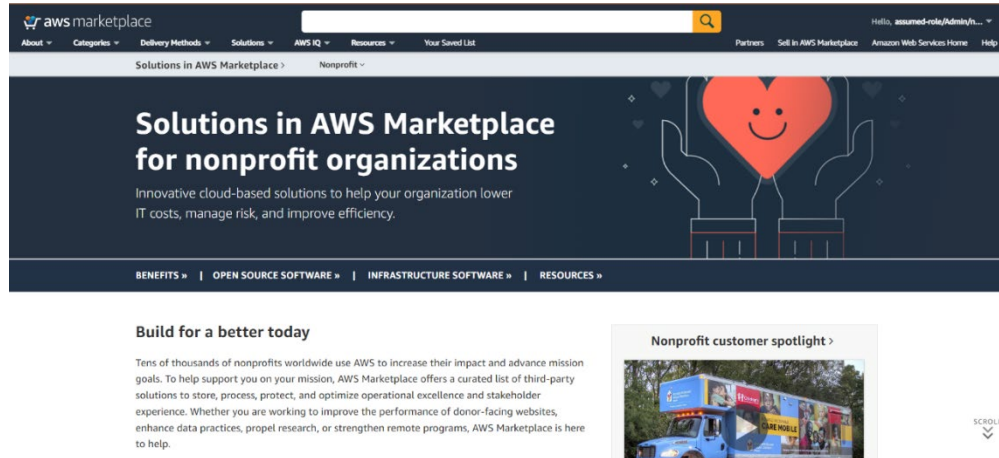 aws marketplace
Hello, assumed-role/Admin/n...
About
Categories
Delivery Methods
Solutions
AWS IQ
Resources
Your Saved List
Partners
Sell in AWS Marketplace
Amazon Web Services Home
Help
Solutions in AWS Marketplace >
Nonprofit
Solutions in AWS Marketplace
for nonprofit organizations
Innovative cloud-based solutions to help your organization lower
IT costs, manage risk, and improve efficiency.
BENEFITS » | OPEN SOURCE SOFTWARE » | INFRASTRUCTURE SOFTWARE » | RESOURCES »
Build for a better today
Tens of thousands of nonprofits worldwide use AWS to increase their impact and advance mission
goals. To help support you on your mission, AWS Marketplace offers a curated list of third-party
solutions to store, process, protect, and optimize operational excellence and stakeholder
experience. Whether you are working to improve the performance of donor-facing websites,
enhance data practices, propel research, or strengthen remote programs, AWS Marketplace is here
to help.
Nonprofit customer spotlight >
CARE MOBILE
SCROLL